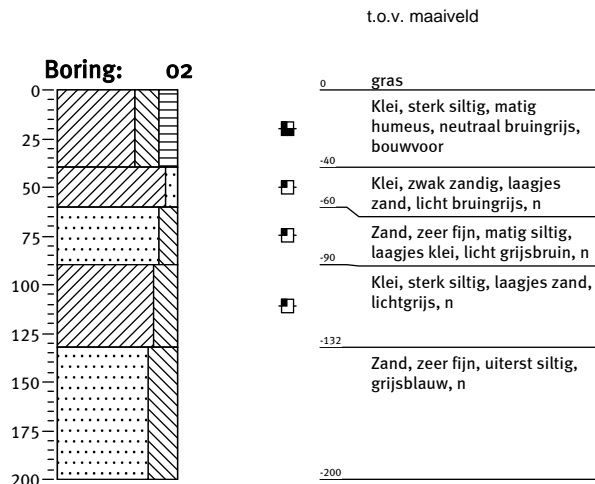 t.o.v. maaiveld
Boring: 02
0
25
50
75
100
125
150
175
200
0
gras
Klei, sterk siltig, matig
humeus, neutraal bruingrijs,
bouwvoor
-40
Klei, zwak zandig, laagjes
zand, licht bruingrijs, n
-60
Zand, zeer fijn, matig siltig,
laagjes klei, licht grijsbruin, n
-90
Klei, sterk siltig, laagjes zand,
lichtgrijs, n
-132
Zand, zeer fijn, uiterst siltig,
grijsblauw, n
-200